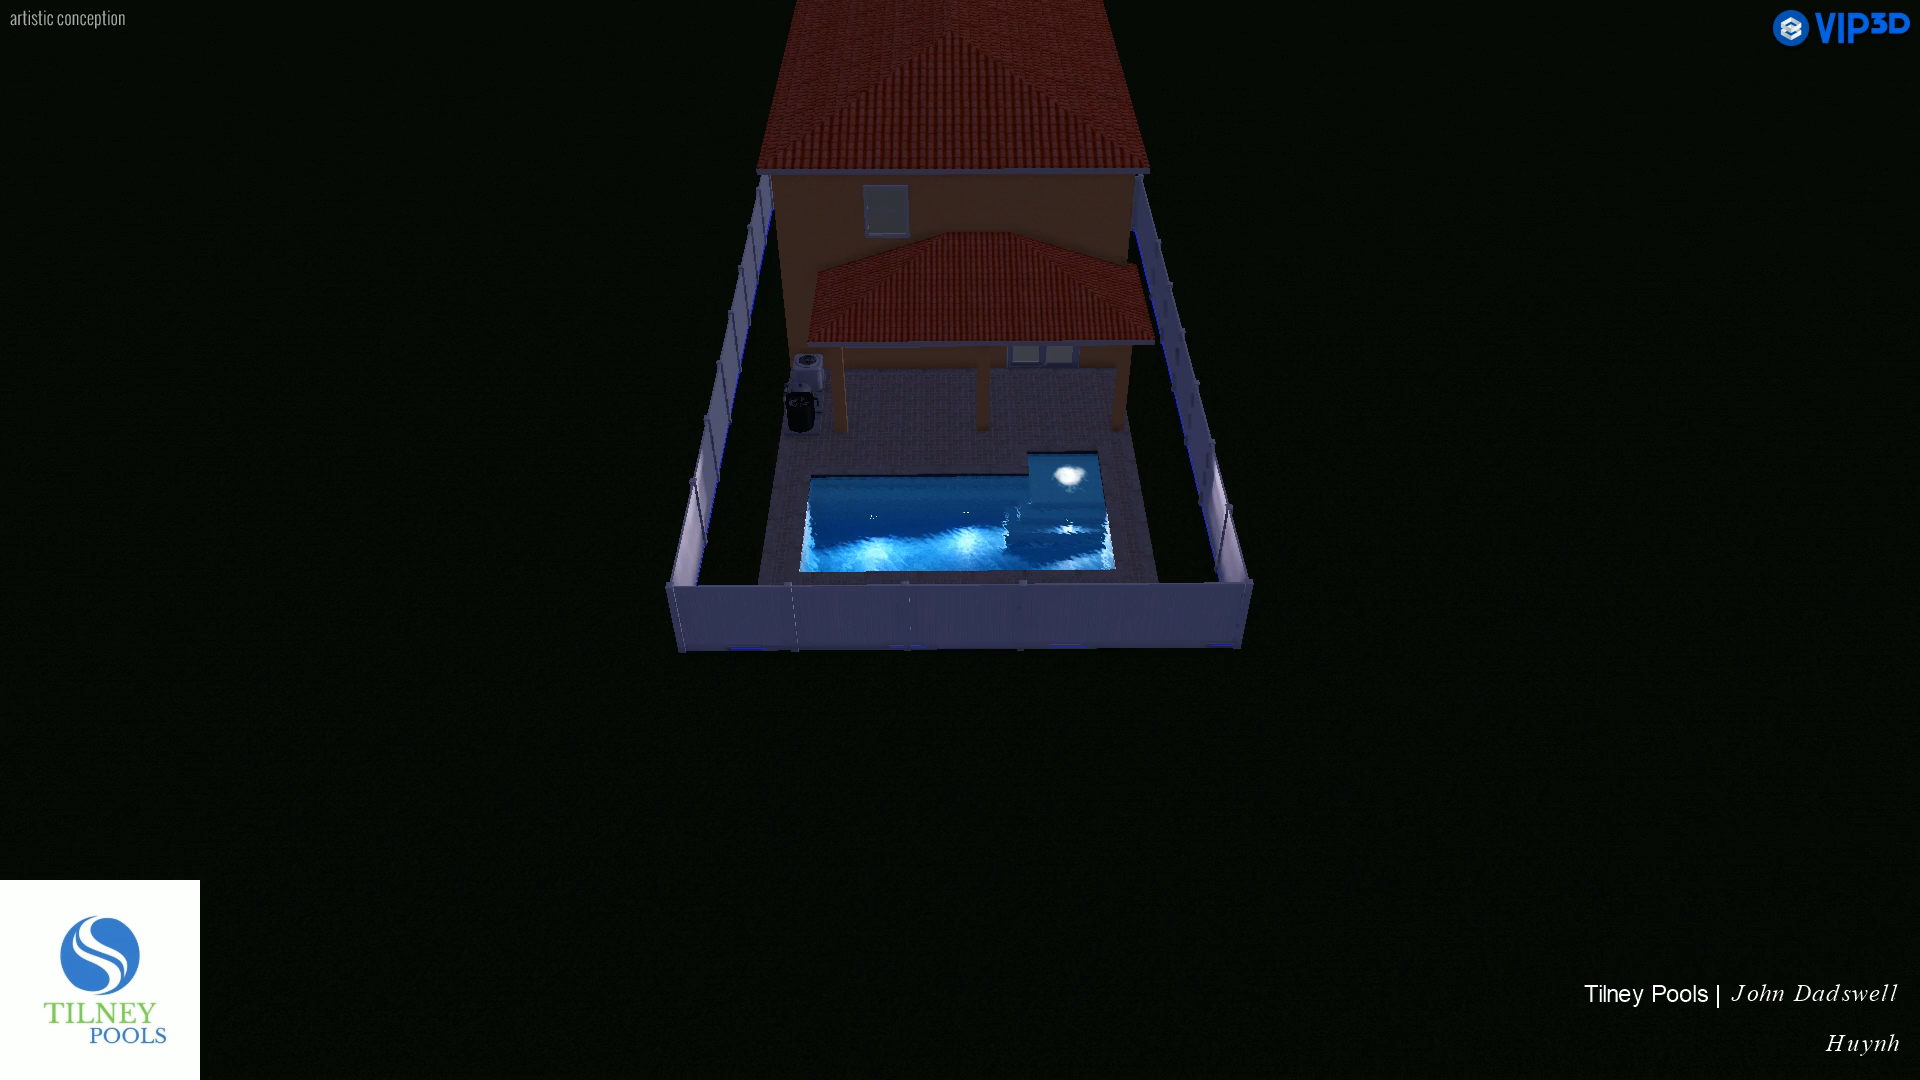 artistic conception
VIP3D
TILNEY
POOLS
Tilney Pools | John Dadswell
Huynh